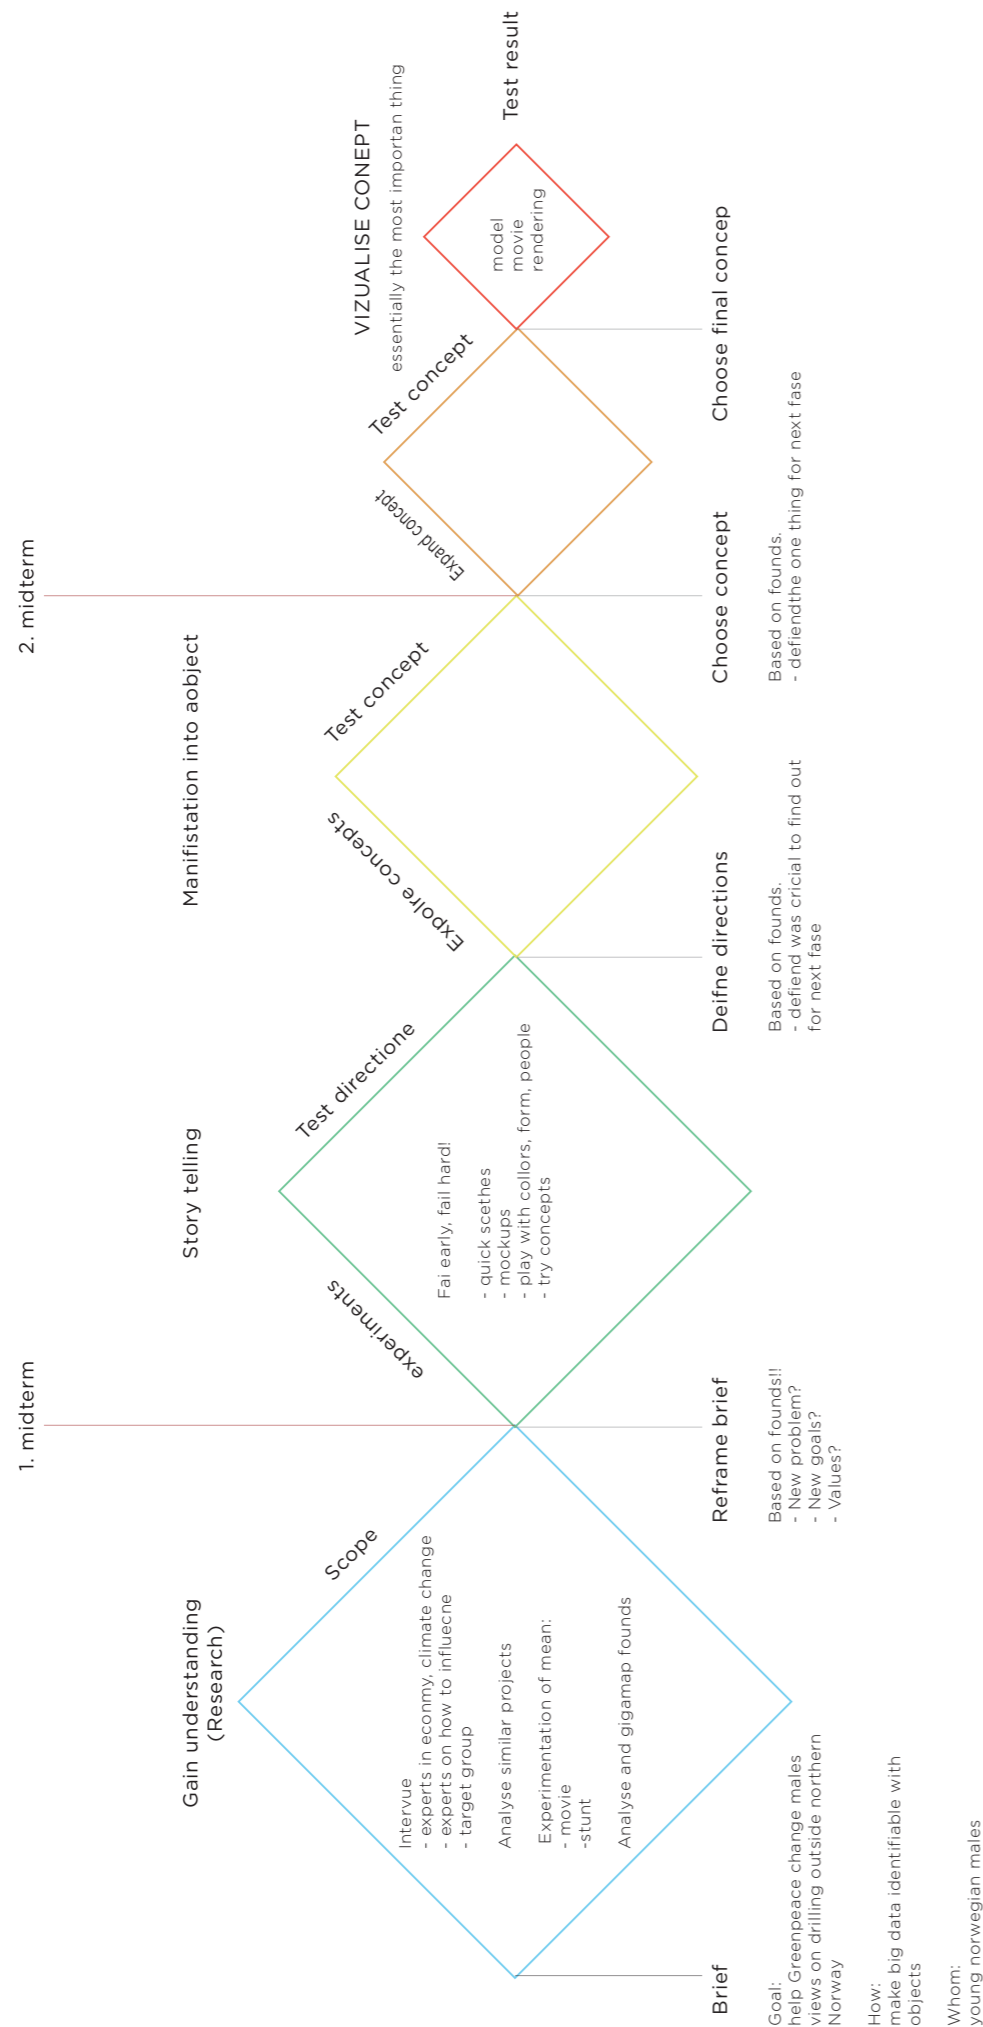 1. midterm
2. midterm
Gain understanding
(Research)
Story telling
Manifistation into aobject
VIZUALISE CONEPT
essentially the most importan thing
Scope
experiments
Test directione
Expolre concepts
Test concept
Expand concept
Test concept
Test result
Intervue
- experts in econmy, climate change
- experts on how to influecne
- target group
Analyse similar projects
Experimentation of mean:
- movie
-stunt
Analyse and gigamap founds
Fai early, fail hard!
- quick scethes
- mockups
- play with collors, form, people
- try concepts
model
movie
rendering
Brief
Goal:
help Greenpeace change males
views on drilling outside northern
Norway
How:
make big data identifiable with
objects
Whom:
young norwegian males
Reframe brief
Based on founds!!
- New problem?
- New goals?
- Values?
Deifne directions
Based on founds.
- defiend was cricial to find out
for next fase
Choose concept
Based on founds.
- defiendthe one thing for next fase
Choose final concep